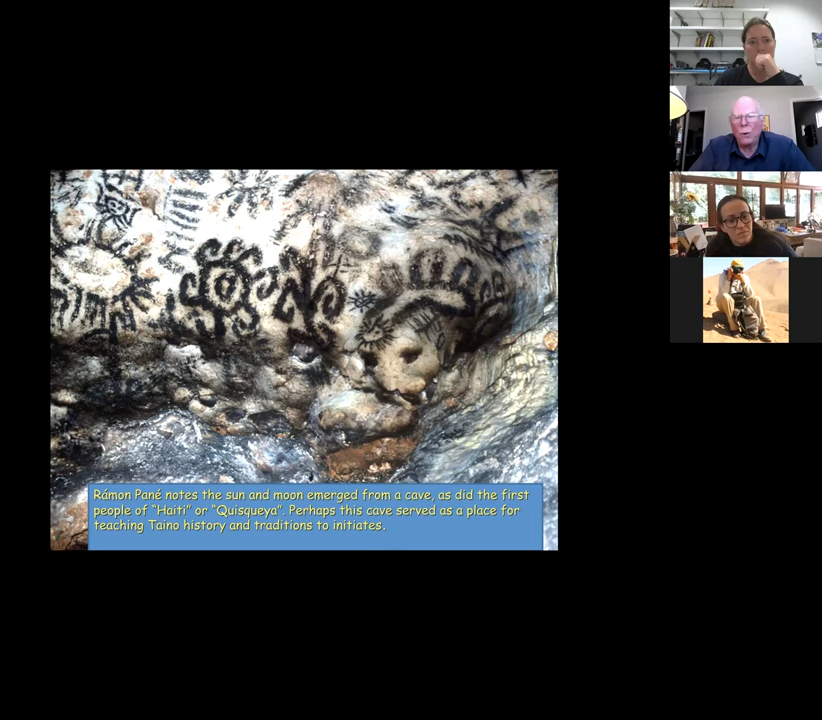 Rámon Pané notes the sun and moon emerged from a cave, as did the first
people of "Haiti" or "Quisqueya". Perhaps this cave served as a place for
teaching Taino history and traditions to initiates.